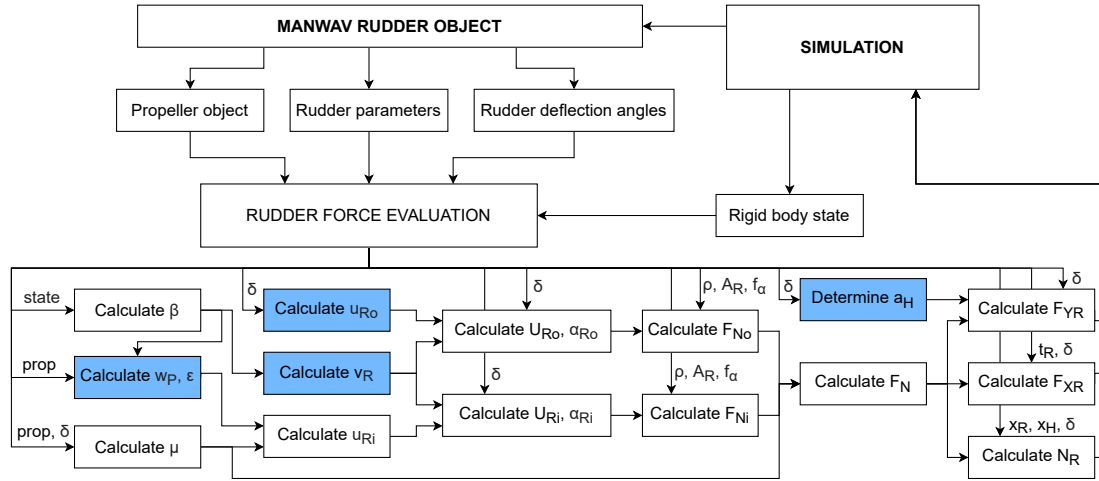 MANWAV RUDDER OBJECT
SIMULATION
Propeller object
Rudder parameters
Rudder deflection angles
RUDDER FORCE EVALUATION
Rigid body state
state
Calculate β
δ
Calculate u_Ro
δ
Calculate U_Ro, α_Ro
ρ, A_R, f_α
Calculate F_No
δ
Determine a_H
δ
Calculate F_YR
prop
Calculate w_P, ε
Calculate v_R
δ
ρ, A_R, f_α
Calculate F_N
t_R, δ
Calculate F_XR
prop, δ
Calculate μ
Calculate u_Ri
Calculate U_Ri, α_Ri
Calculate F_Ni
x_R, x_H, δ
Calculate N_R